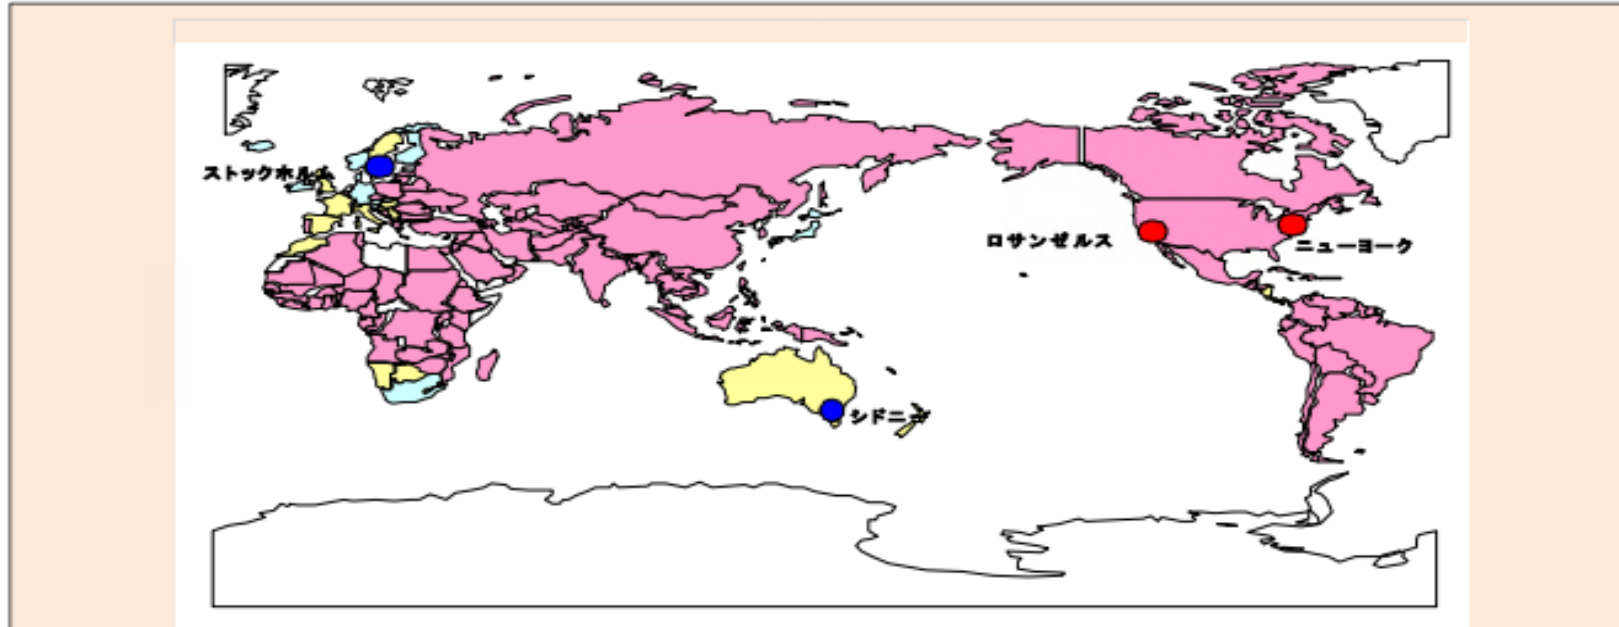 ストックホルム
ロサンゼルス
ニューヨーク
シドニー